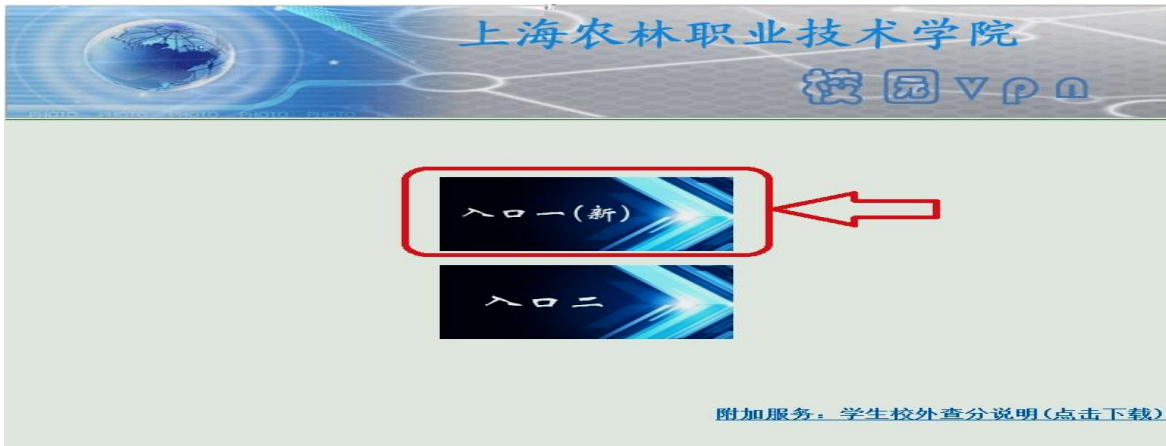 上海农林职业技术学院
校园vpn
入口一(新)
入口二
附加服务：学生校外查分说明(点击下载)